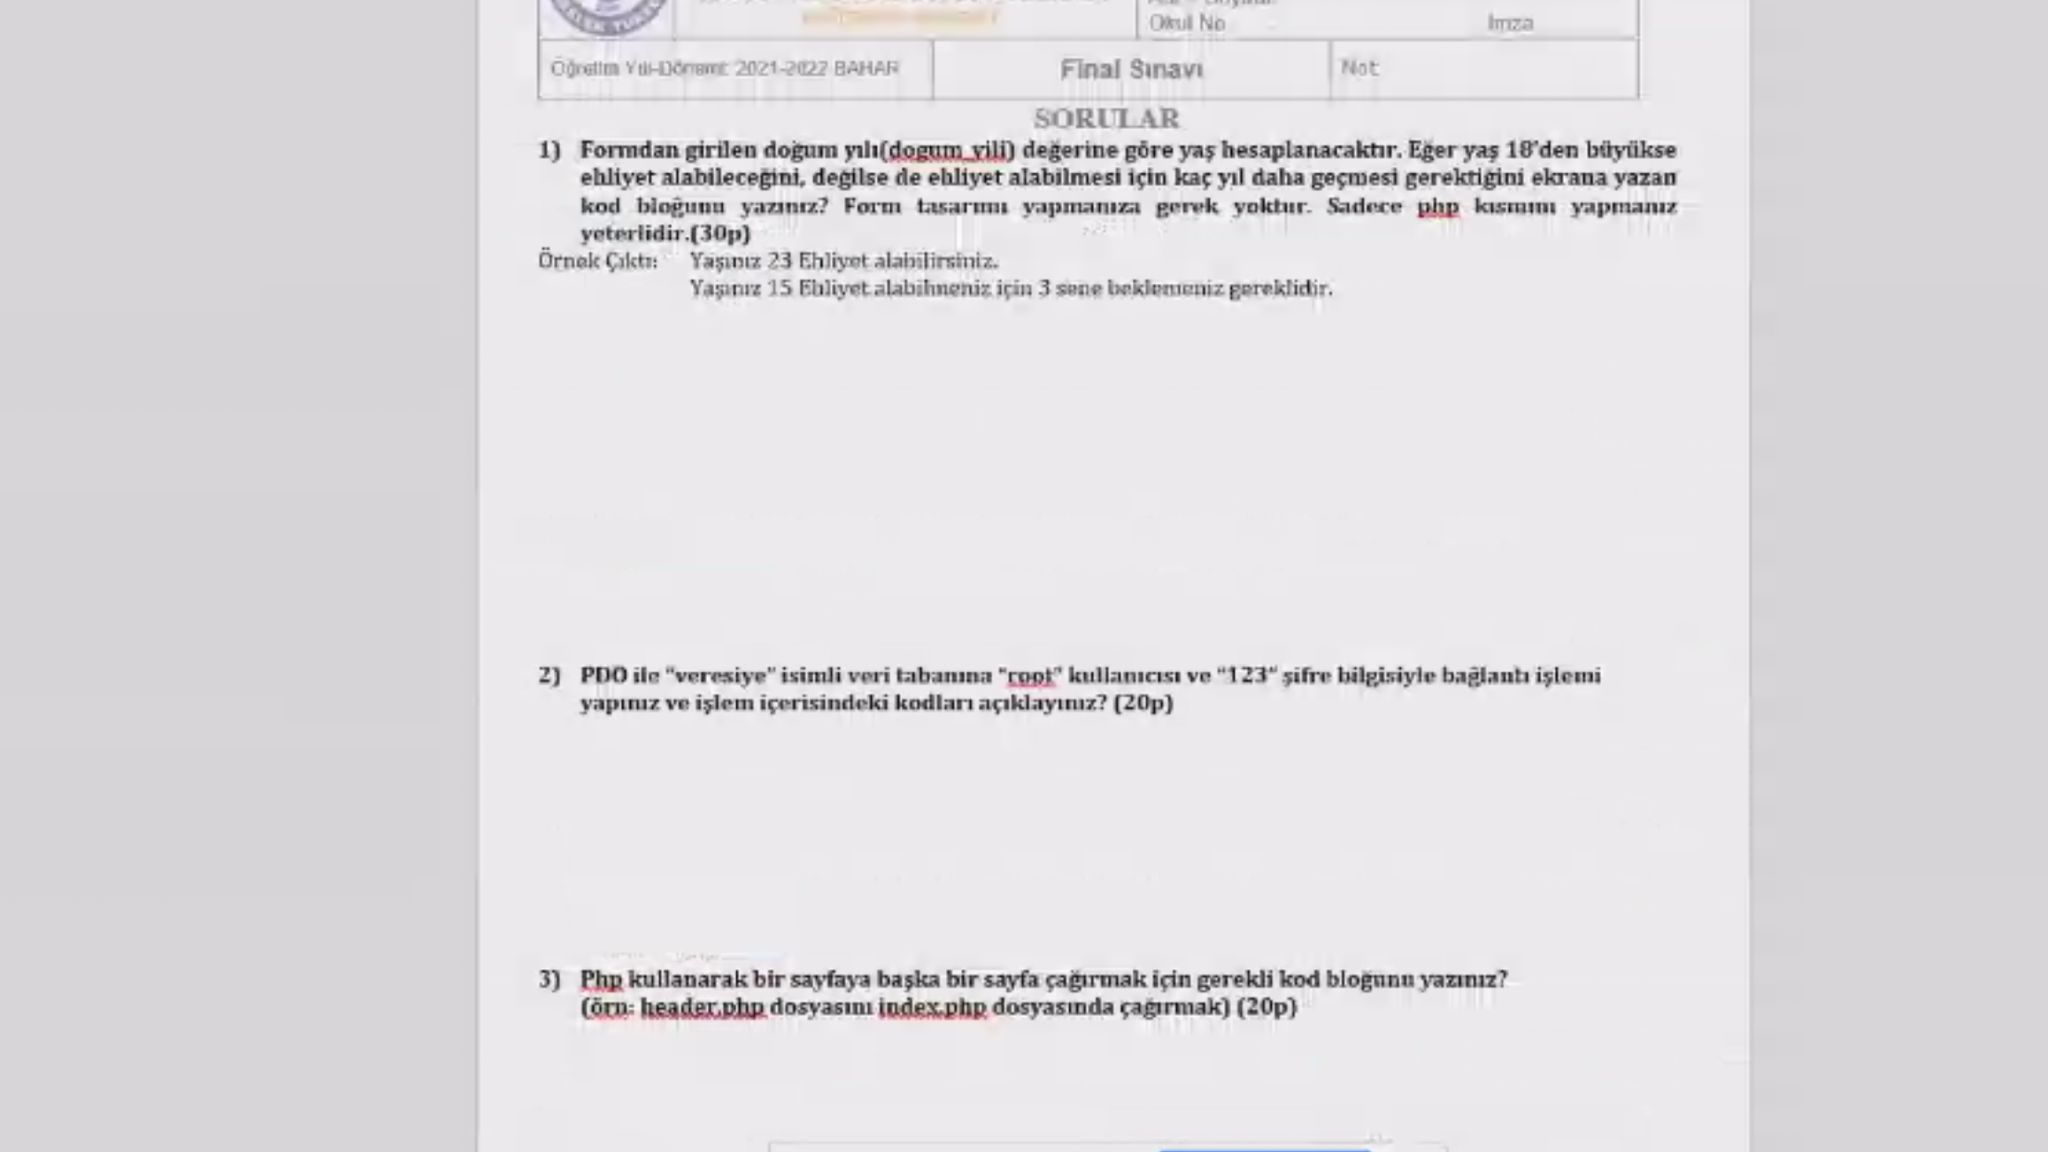 Okul No
İmza
Öğretim Yılı-Dönemi: 2021-2022 BAHAR
Final Sınavı
Not:
SORULAR
1) Formdan girilen doğum yılı(dogum_yili) değerine göre yaş hesaplanacaktır. Eğer yaş 18'den büyükse
ehliyet alabileceğini, değilse de ehliyet alabilmesi için kaç yıl daha geçmesi gerektiğini ekrana yazan
kod bloğunu yazınız? Form tasarımı yapmanıza gerek yoktur. Sadece php kısmını yapmanız
yeterlidir.(30p)
Örnek Çıktı: Yaşınız 23 Ehliyet alabilirsiniz.
Yaşınız 15 Ehliyet alabilmeniz için 3 sene beklemeniz gereklidir.
2) PDO ile "veresiye" isimli veri tabanına "root" kullanıcısı ve "123" şifre bilgisiyle bağlantı işlemi
yapınız ve işlem içerisindeki kodları açıklayınız? (20p)
3) Php kullanarak bir sayfaya başka bir sayfa çağırmak için gerekli kod bloğunu yazınız?
(örn: header.php dosyasını index.php dosyasında çağırmak) (20p)